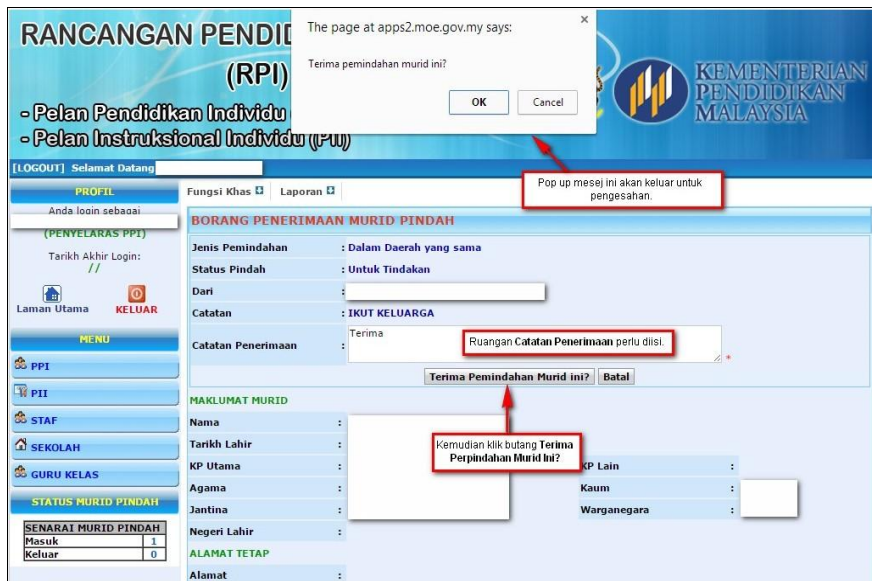 RANCANGAN PENDID
(RPI)
- Pelan Pendidikan Individu
- Pelan Instruksional Individu (PII)
The page at apps2.moe.gov.my says:
Terima pemindahan murid ini?
OK Cancel
KEMENTERIAN
PENDIDIKAN
MALAYSIA
[LOGOUT] Selamat Datang
Pop up mesej ini akan keluar untuk
pengesahan.
PROFIL
Anda login sebagai
(PENYELARAS PPI)
Tarikh Akhir Login:
//
Laman Utama KELUAR
MENU
PPI
PII
STAF
SEKOLAH
GURU KELAS
STATUS MURID PINDAH
SENARAI MURID PINDAH
Masuk 1
Keluar 0
Fungsi Khas Laporan
BORANG PENERIMAAN MURID PINDAH
Jenis Pemindahan : Dalam Daerah yang sama
Status Pindah : Untuk Tindakan
Dari :
Catatan : IKUT KELUARGA
Catatan Penerimaan : Terima *
Ruangan Catatan Penerimaan perlu diisi.
Terima Pemindahan Murid ini? Batal
MAKLUMAT MURID
Nama :
Tarikh Lahir :
KP Utama : KP Lain :
Agama : Kaum :
Jantina : Warganegara :
Negeri Lahir :
Kemudian klik butang Terima
Perpindahan Murid Ini?
ALAMAT TETAP
Alamat :